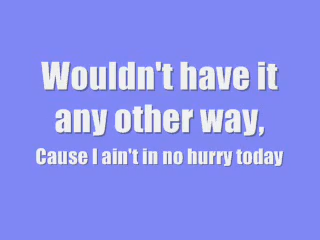 Wouldn't have it
any other way,
Cause I ain't in no hurry today